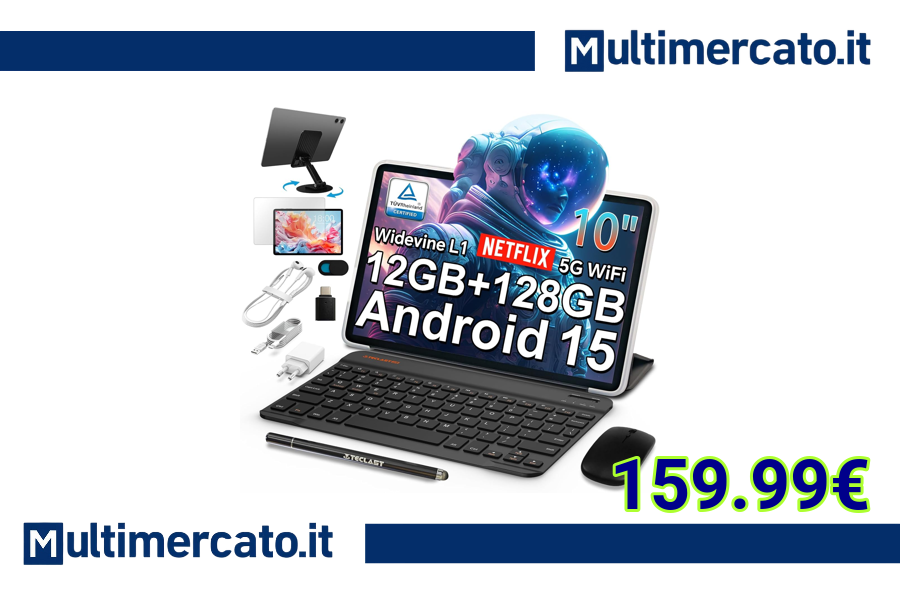 Multimercato.it
TÜVRheinland
CERTIFIED
10"
Widevine L1
NETFLIX
5G WiFi
12GB+128GB
Android 15
TECLAST
159.99€
Multimercato.it